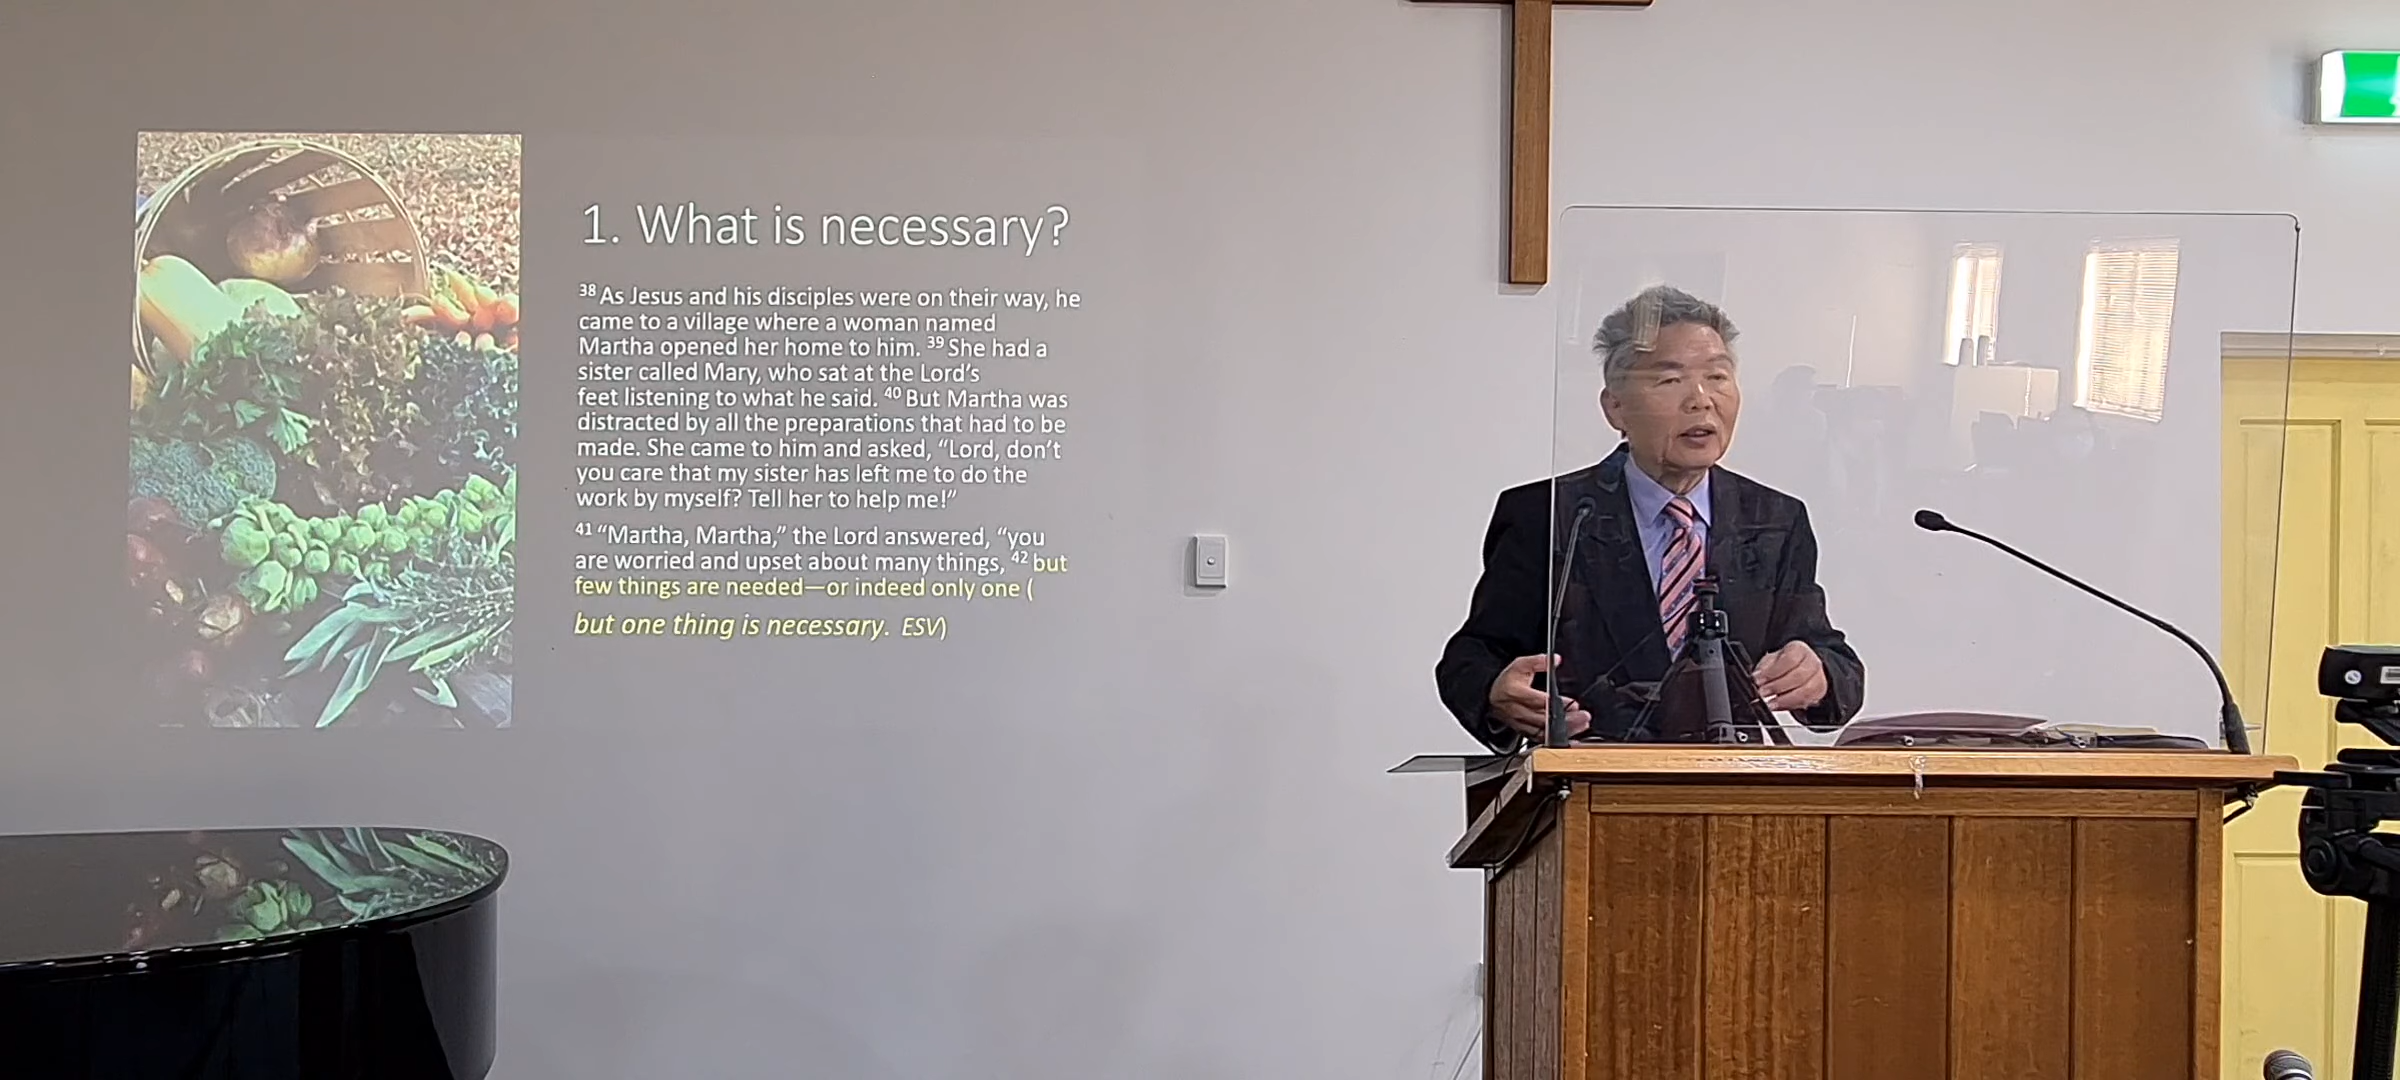 1. What is necessary?
³⁸ As Jesus and his disciples were on their way, he
came to a village where a woman named
Martha opened her home to him. ³⁹ She had a
sister called Mary, who sat at the Lord’s
feet listening to what he said. ⁴⁰ But Martha was
distracted by all the preparations that had to be
made. She came to him and asked, “Lord, don’t
you care that my sister has left me to do the
work by myself? Tell her to help me!”
⁴¹ “Martha, Martha,” the Lord answered, “you
are worried and upset about many things, ⁴² but
few things are needed—or indeed only one (
but one thing is necessary. ESV)